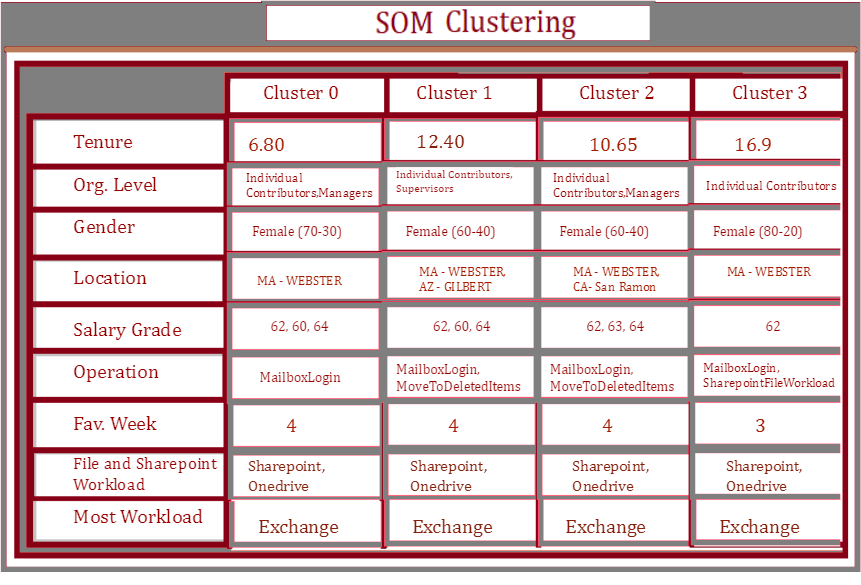 SOM Clustering
Cluster 0 Cluster 1 Cluster 2 Cluster 3
Tenure 6.80 12.40 10.65 16.9
Org. Level Individual Individual Contributors, Individual Individual Contributors
Contributors,Managers Supervisors Contributors,Managers
Gender Female (70-30) Female (60-40) Female (60-40) Female (80-20)
Location MA - WEBSTER MA - WEBSTER, MA - WEBSTER, MA - WEBSTER
AZ - GILBERT CA- San Ramon
Salary Grade 62, 60, 64 62, 60, 64 62, 63, 64 62
Operation MailboxLogin MailboxLogin, MailboxLogin, MailboxLogin,
MoveToDeletedItems MoveToDeletedItems SharepointFileWorkload
Fav. Week 4 4 4 3
File and Sharepoint Sharepoint, Sharepoint, Sharepoint, Sharepoint,
Workload Onedrive Onedrive Onedrive Onedrive
Most Workload Exchange Exchange Exchange Exchange